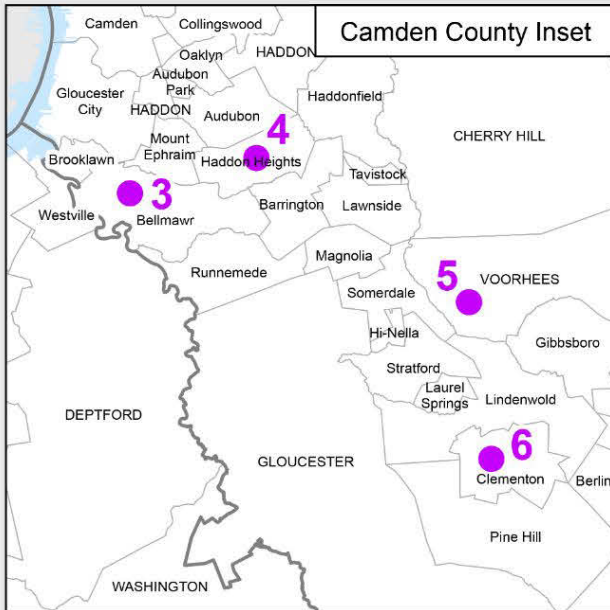 Camden County Inset
Camden
Collingswood
Oaklyn
HADDON
Audubon
Park
Gloucester
City
HADDON
Audubon
Haddonfield
4
CHERRY HILL
Mount
Ephraim
Brooklawn
Haddon Heights
Tavistock
3
Westville
Bellmawr
Barrington
Lawnside
Magnolia
Runnemede
5
VOORHEES
Somerdale
Hi-Nella
Gibbsboro
Stratford
Laurel
Springs
Lindenwold
DEPTFORD
6
GLOUCESTER
Clementon
Berlin
Pine Hill
WASHINGTON